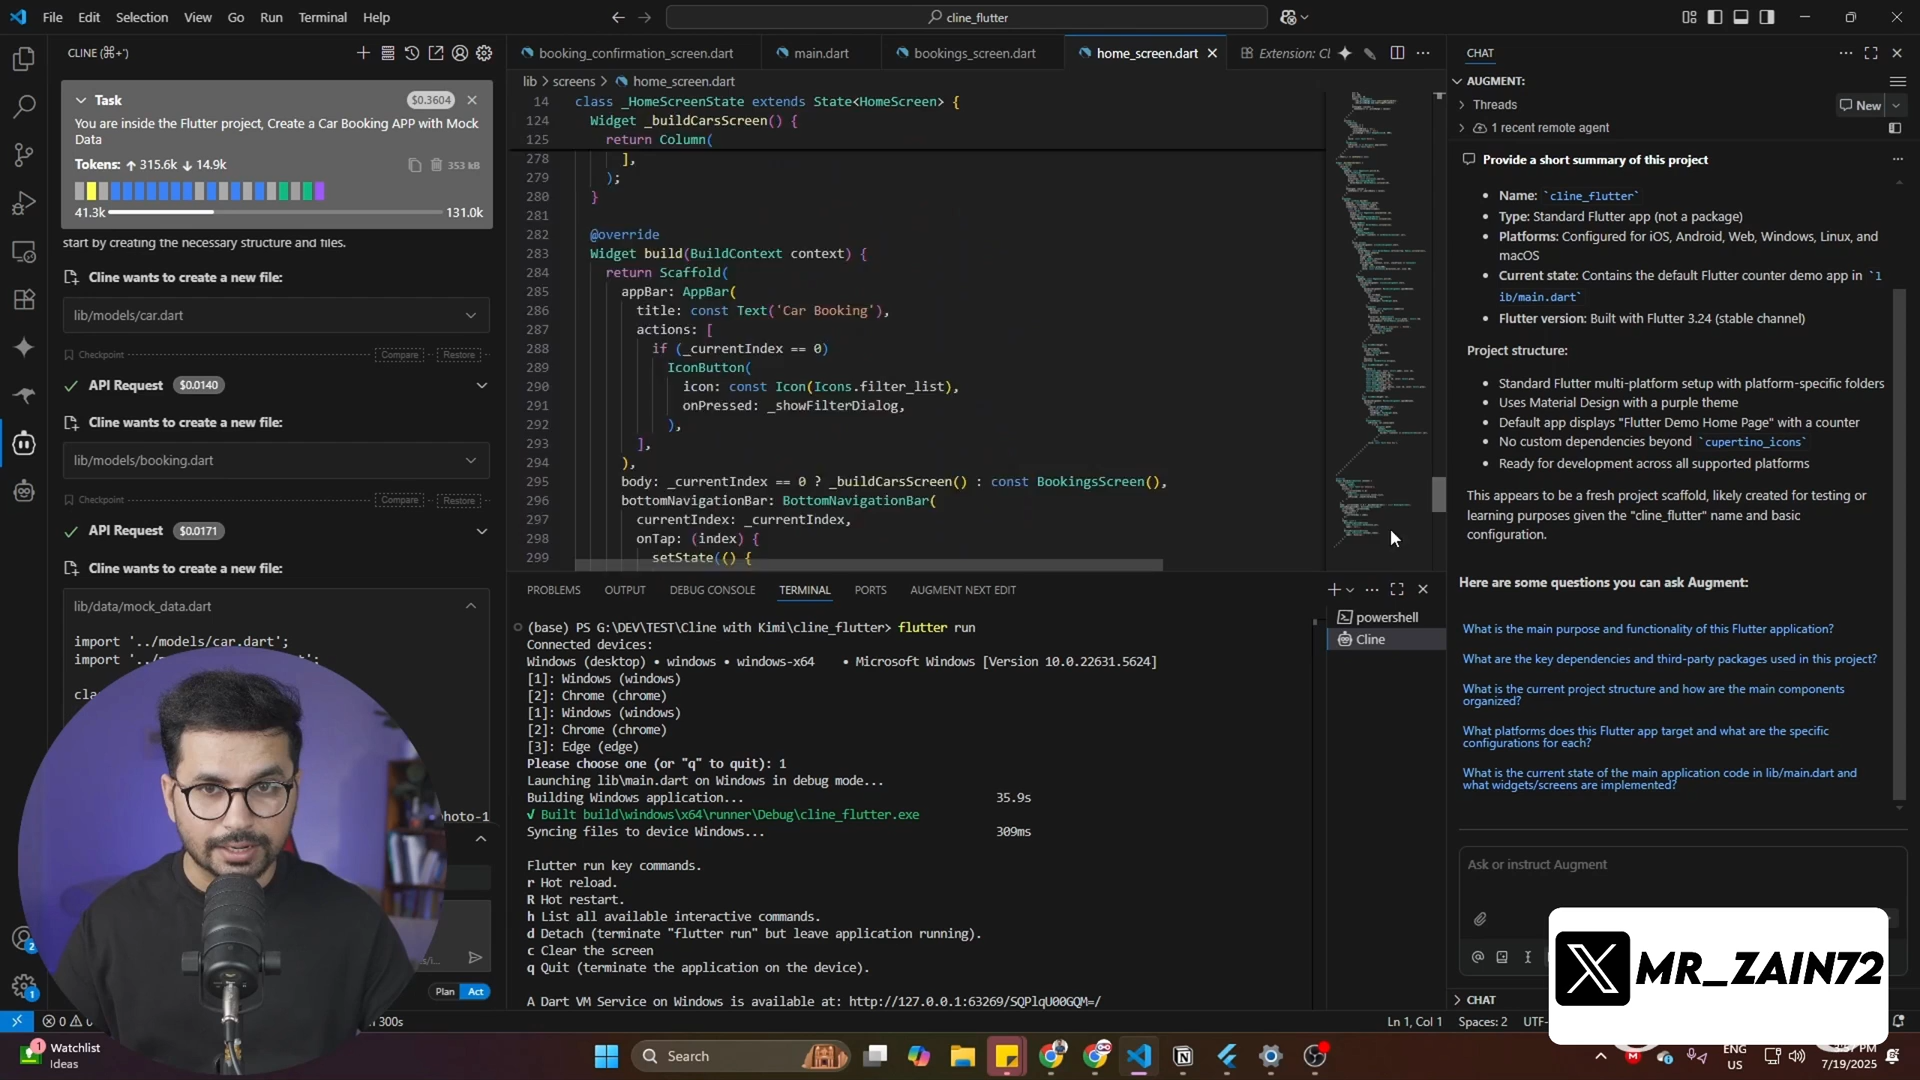 File Edit Selection View Go Run Terminal Help
cline_flutter
CLINE (⌘+')
Task
$0.3604
You are inside the Flutter project, Create a Car Booking APP with Mock
Data
Tokens: ↑ 315.6k ↓ 14.9k
353 kB
41.3k
131.0k
start by creating the necessary structure and files.
Cline wants to create a new file:
lib/models/car.dart
Checkpoint
Compare
Restore
API Request $0.0140
Cline wants to create a new file:
lib/models/booking.dart
Checkpoint
Compare
Restore
API Request $0.0171
Cline wants to create a new file:
lib/data/mock_data.dart
import '../models/car.dart';
Plan Act
booking_confirmation_screen.dart
main.dart
bookings_screen.dart
home_screen.dart
Extension: Cl
lib > screens > home_screen.dart
14 class _HomeScreenState extends State<HomeScreen> {
124 Widget _buildCarsScreen() {
125 return Column(
278 ],
279 );
280 }
281
282 @override
283 Widget build(BuildContext context) {
284 return Scaffold(
285 appBar: AppBar(
286 title: const Text('Car Booking'),
287 actions: [
288 if (_currentIndex == 0)
289 IconButton(
290 icon: const Icon(Icons.filter_list),
291 onPressed: _showFilterDialog,
292 ),
293 ],
294 ),
295 body: _currentIndex == 0 ? _buildCarsScreen() : const BookingsScreen(),
296 bottomNavigationBar: BottomNavigationBar(
297 currentIndex: _currentIndex,
298 onTap: (index) {
299 setState(() {
PROBLEMS OUTPUT DEBUG CONSOLE TERMINAL PORTS AUGMENT NEXT EDIT
powershell
Cline
(base) PS G:\DEV\TEST\Cline with Kimi\cline_flutter> flutter run
Connected devices:
Windows (desktop) • windows • windows-x64 • Microsoft Windows [Version 10.0.22631.5624]
[1]: Windows (windows)
[2]: Chrome (chrome)
[1]: Windows (windows)
[2]: Chrome (chrome)
[3]: Edge (edge)
Please choose one (or "q" to quit): 1
Launching lib\main.dart on Windows in debug mode...
Building Windows application... 35.9s
√ Built build\windows\x64\runner\Debug\cline_flutter.exe
Syncing files to device Windows... 309ms
Flutter run key commands.
r Hot reload.
R Hot restart.
h List all available interactive commands.
d Detach (terminate "flutter run" but leave application running).
c Clear the screen
q Quit (terminate the application on the device).
A Dart VM Service on Windows is available at: http://127.0.0.1:63269/SQPlqU00GQM=/
CHAT
AUGMENT:
Threads
New
1 recent remote agent
Provide a short summary of this project
• Name: `cline_flutter`
• Type: Standard Flutter app (not a package)
• Platforms: Configured for iOS, Android, Web, Windows, Linux, and
macOS
• Current state: Contains the default Flutter counter demo app in `l
ib/main.dart`
• Flutter version: Built with Flutter 3.24 (stable channel)
Project structure:
• Standard Flutter multi-platform setup with platform-specific folders
• Uses Material Design with a purple theme
• Default app displays "Flutter Demo Home Page" with a counter
• No custom dependencies beyond `cupertino_icons`
• Ready for development across all supported platforms
This appears to be a fresh project scaffold, likely created for testing or
learning purposes given the "cline_flutter" name and basic
configuration.
Here are some questions you can ask Augment:
What is the main purpose and functionality of this Flutter application?
What are the key dependencies and third-party packages used in this project?
What is the current project structure and how are the main components
organized?
What platforms does this Flutter app target and what are the specific
configurations for each?
What is the current state of the main application code in lib/main.dart and
what widgets/screens are implemented?
Ask or instruct Augment
CHAT
MR_ZAIN72
Ln 1, Col 1 Spaces: 2
Watchlist
Ideas
Search
ENG
US
7/19/2025